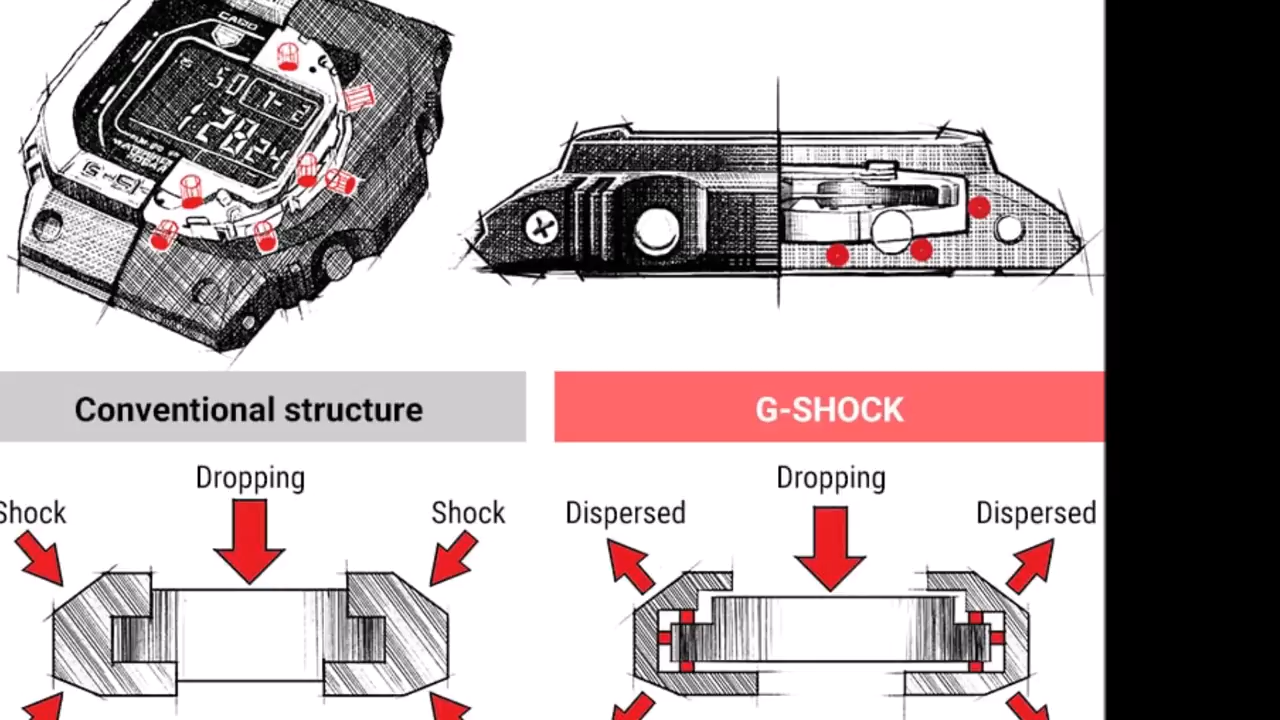 CASIO
Conventional structure
G-SHOCK
Dropping
Dropping
Shock
Shock
Dispersed
Dispersed